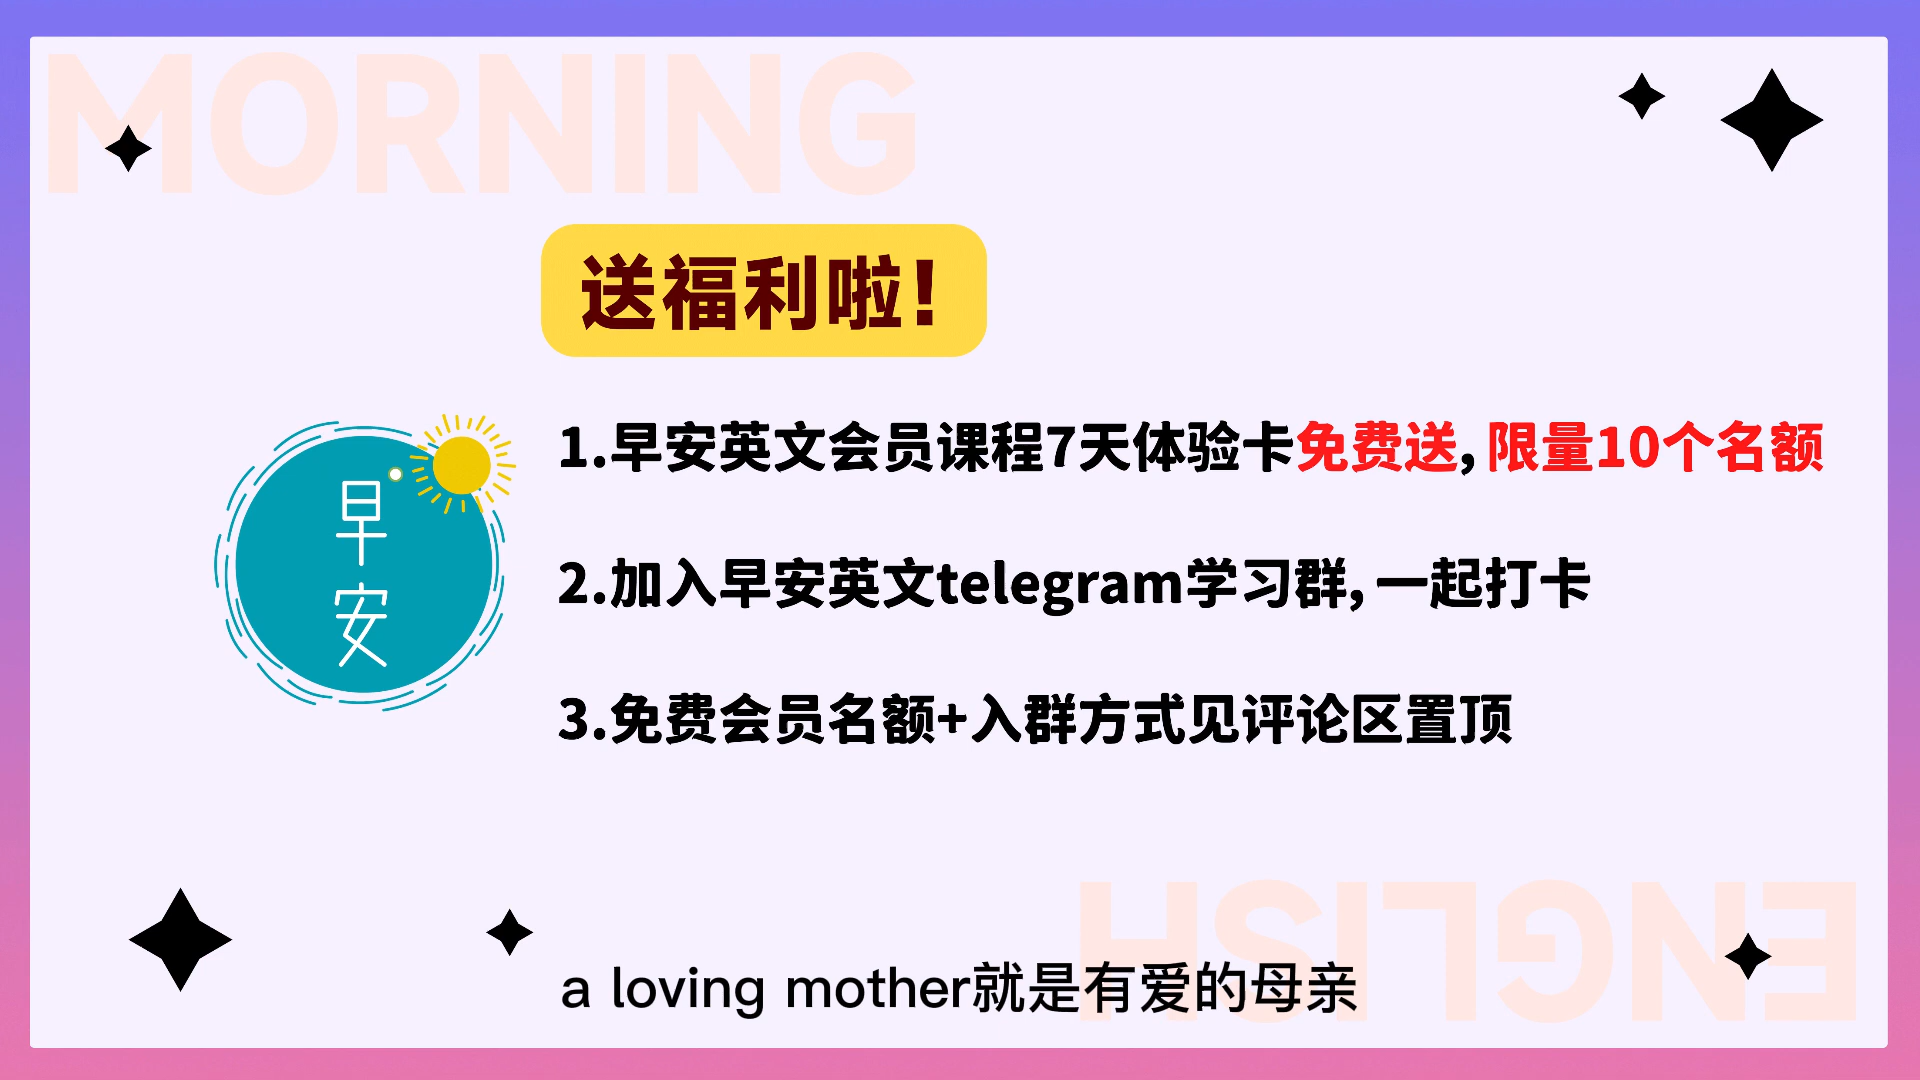 MORNING
送福利啦!
1.早安英文会员课程7天体验卡免费送,限量10个名额
早安
2.加入早安英文telegram学习群,一起打卡
3.免费会员名额+入群方式见评论区置顶
ENGLISH
a loving mother就是有爱的母亲